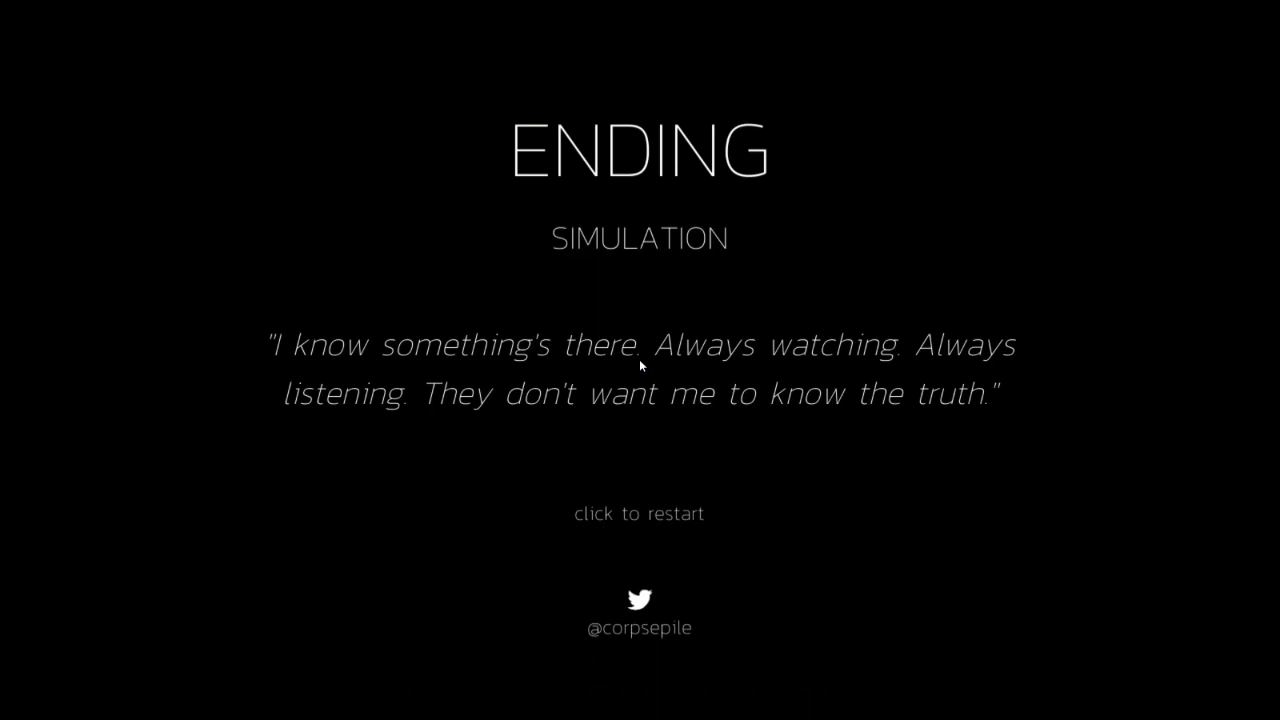 ENDING
SIMULATION
"I know something's there. Always watching. Always
listening. They don't want me to know the truth."
click to restart
@corpsepile